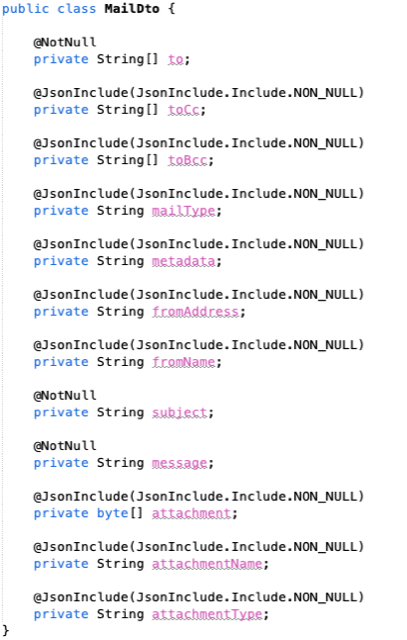 public class MailDto {
@NotNull
private String[] to;
@JsonInclude(JsonInclude.Include.NON_NULL)
private String[] toCc;
@JsonInclude(JsonInclude.Include.NON_NULL)
private String[] toBcc;
@JsonInclude(JsonInclude.Include.NON_NULL)
private String mailType;
@JsonInclude(JsonInclude.Include.NON_NULL)
private String metadata;
@JsonInclude(JsonInclude.Include.NON_NULL)
private String fromAddress;
@JsonInclude(JsonInclude.Include.NON_NULL)
private String fromName;
@NotNull
private String subject;
@NotNull
private String message;
@JsonInclude(JsonInclude.Include.NON_NULL)
private byte[] attachment;
@JsonInclude(JsonInclude.Include.NON_NULL)
private String attachmentName;
@JsonInclude(JsonInclude.Include.NON_NULL)
private String attachmentType;
}